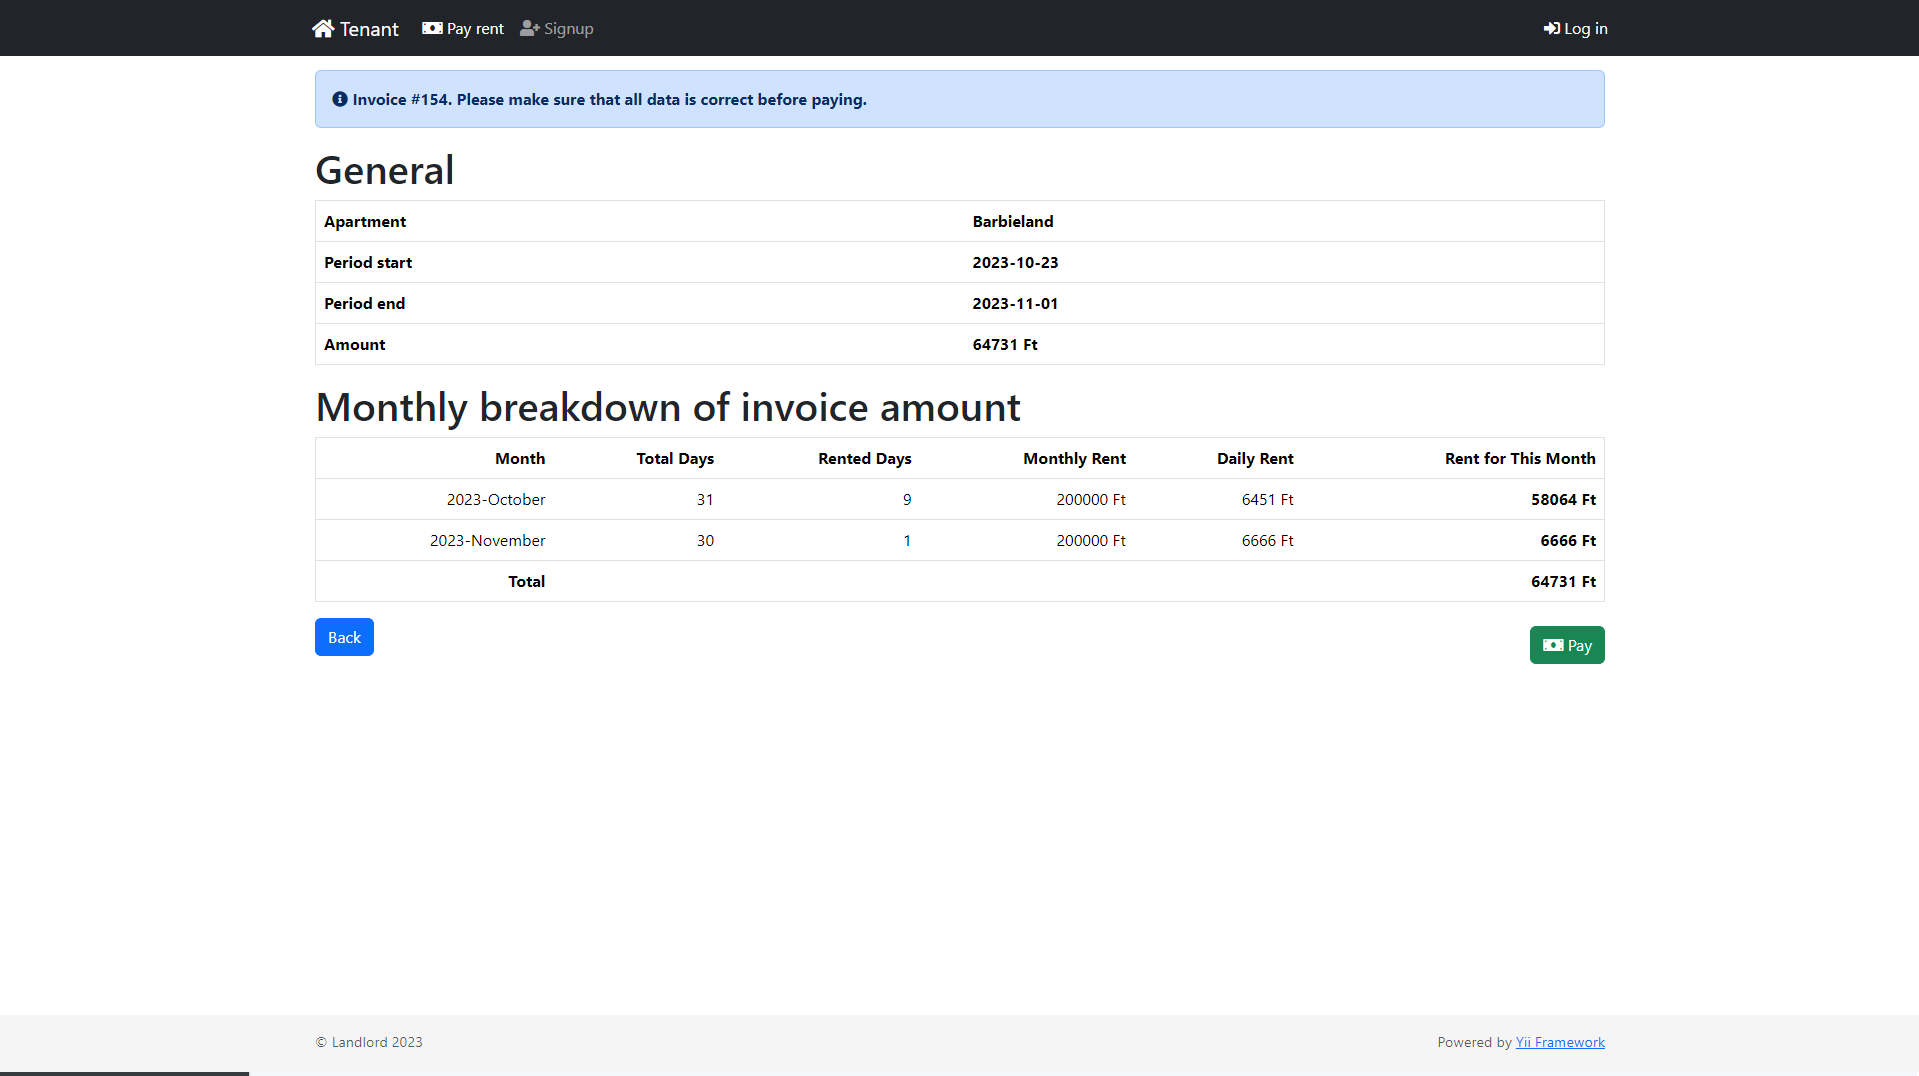 Tenant Pay rent Signup Log in
Invoice #154. Please make sure that all data is correct before paying.
General
Apartment Barbieland
Period start 2023-10-23
Period end 2023-11-01
Amount 64731 Ft
Monthly breakdown of invoice amount
Month Total Days Rented Days Monthly Rent Daily Rent Rent for This Month
2023-October 31 9 200000 Ft 6451 Ft 58064 Ft
2023-November 30 1 200000 Ft 6666 Ft 6666 Ft
Total 64731 Ft
Back Pay
© Landlord 2023 Powered by Yii Framework